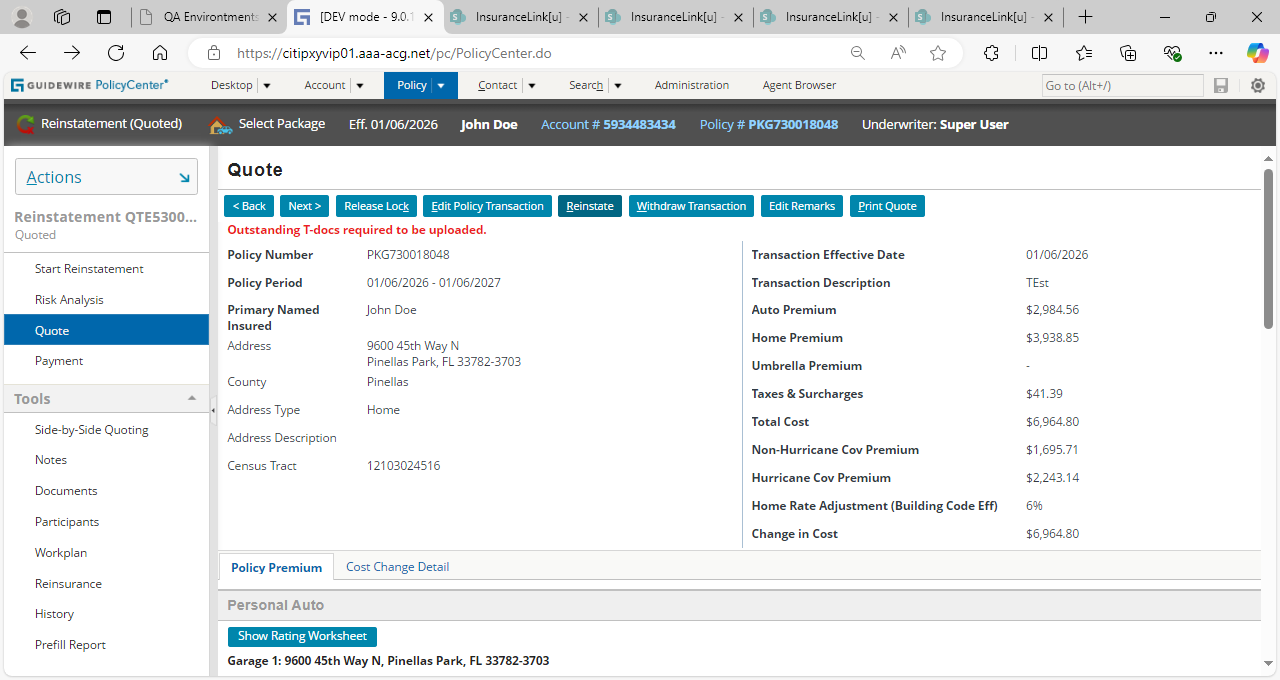 QA Environments
[DEV mode - 9.0.1
InsuranceLink[u] -
InsuranceLink[u] -
InsuranceLink[u] -
InsuranceLink[u] -
https://citipxyvip01.aaa-acg.net/pc/PolicyCenter.do
GUIDEWIRE PolicyCenter®
Desktop
Account
Policy
Contact
Search
Administration
Agent Browser
Go to (Alt+/)
Reinstatement (Quoted)
Select Package
Eff. 01/06/2026
John Doe
Account # 5934483434
Policy # PKG730018048
Underwriter: Super User
Actions
Reinstatement QTE5300...
Quoted
Start Reinstatement
Risk Analysis
Quote
Payment
Tools
Side-by-Side Quoting
Notes
Documents
Participants
Workplan
Reinsurance
History
Prefill Report
Quote
< Back
Next >
Release Lock
Edit Policy Transaction
Reinstate
Withdraw Transaction
Edit Remarks
Print Quote
Outstanding T-docs required to be uploaded.
Policy Number PKG730018048
Policy Period 01/06/2026 - 01/06/2027
Primary Named Insured John Doe
Address 9600 45th Way N
Pinellas Park, FL 33782-3703
County Pinellas
Address Type Home
Address Description
Census Tract 12103024516
Transaction Effective Date 01/06/2026
Transaction Description TEst
Auto Premium $2,984.56
Home Premium $3,938.85
Umbrella Premium -
Taxes & Surcharges $41.39
Total Cost $6,964.80
Non-Hurricane Cov Premium $1,695.71
Hurricane Cov Premium $2,243.14
Home Rate Adjustment (Building Code Eff) 6%
Change in Cost $6,964.80
Policy Premium
Cost Change Detail
Personal Auto
Show Rating Worksheet
Garage 1: 9600 45th Way N, Pinellas Park, FL 33782-3703